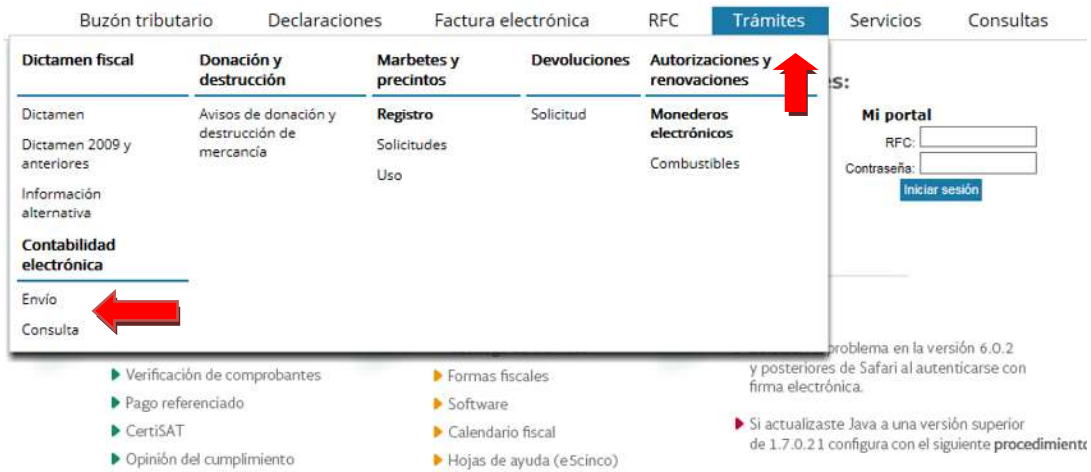 Buzón tributario Declaraciones Factura electrónica RFC Trámites Servicios Consultas
Dictamen fiscal
Dictamen
Dictamen 2009 y
anteriores
Información
alternativa
Contabilidad
electrónica
Envío
Consulta
Donación y
destrucción
Avisos de donación y
destrucción de
mercancía
Marbetes y
precintos
Registro
Solicitudes
Uso
Devoluciones
Solicitud
Autorizaciones y
renovaciones
Monederos
electrónicos
Combustibles
es:
Mi portal
RFC:
Contraseña:
Iniciar sesión
Verificación de comprobantes
Pago referenciado
CertiSAT
Opinión del cumplimiento
Formas fiscales
Software
Calendario fiscal
Hojas de ayuda (e5cinco)
problema en la versión 6.0.2
y posteriores de Safari al autenticarse con
firma electrónica.
Si actualizaste Java a una versión superior
de 1.7.0.21 configura con el siguiente procedimiento